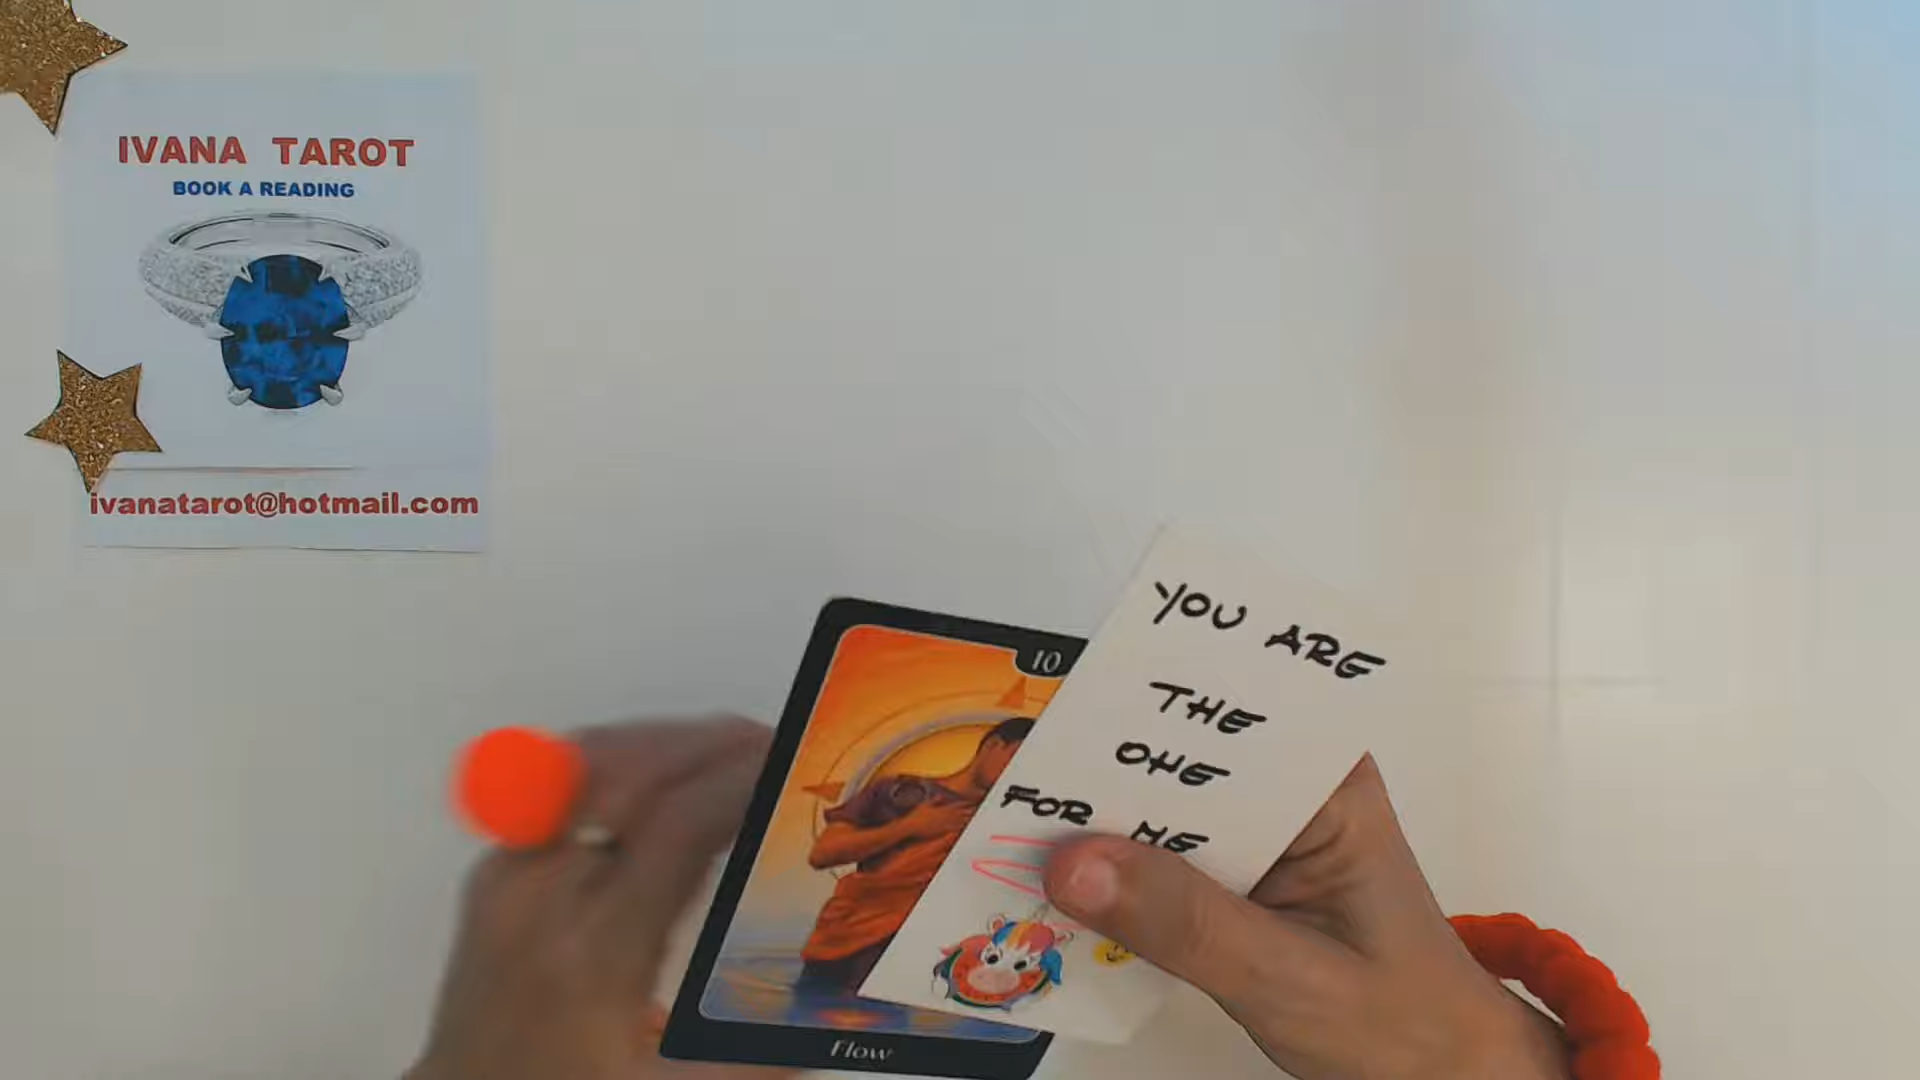 IVANA TAROT
BOOK A READING
ivanatarot@hotmail.com
10
YOU ARE
THE
ONE
FOR ME
Flow